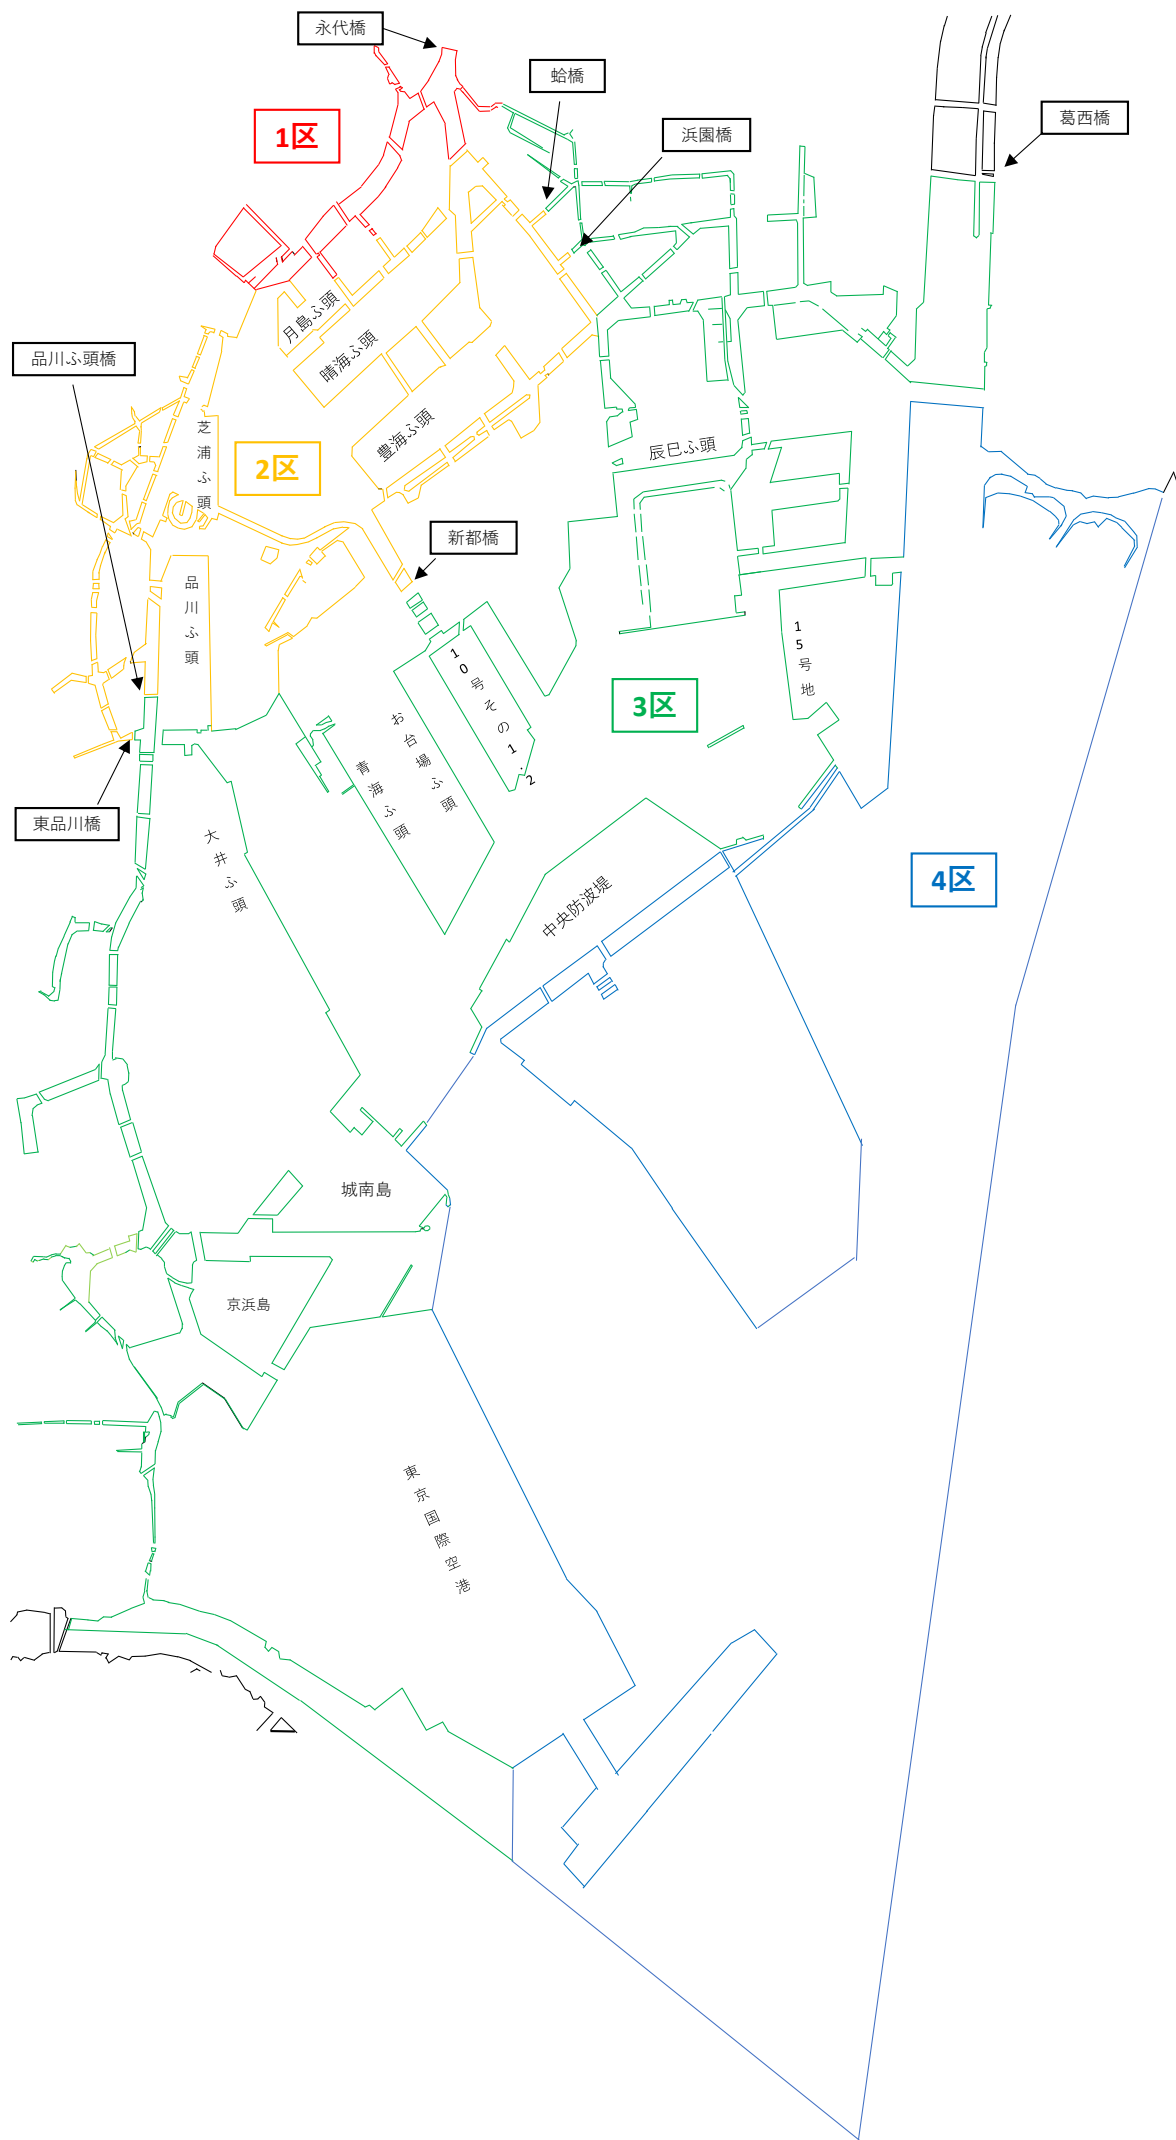 永代橋
蛤橋
葛西橋
1区
浜園橋
月島ふ頭
晴海ふ頭
品川ふ頭橋
豊海ふ頭
芝浦ふ頭
2区
辰巳ふ頭
新都橋
品川ふ頭
15号地
10号その1.2
3区
お台場ふ頭
青海ふ頭
東品川橋
大井ふ頭
4区
中央防波堤
城南島
京浜島
東京国際空港